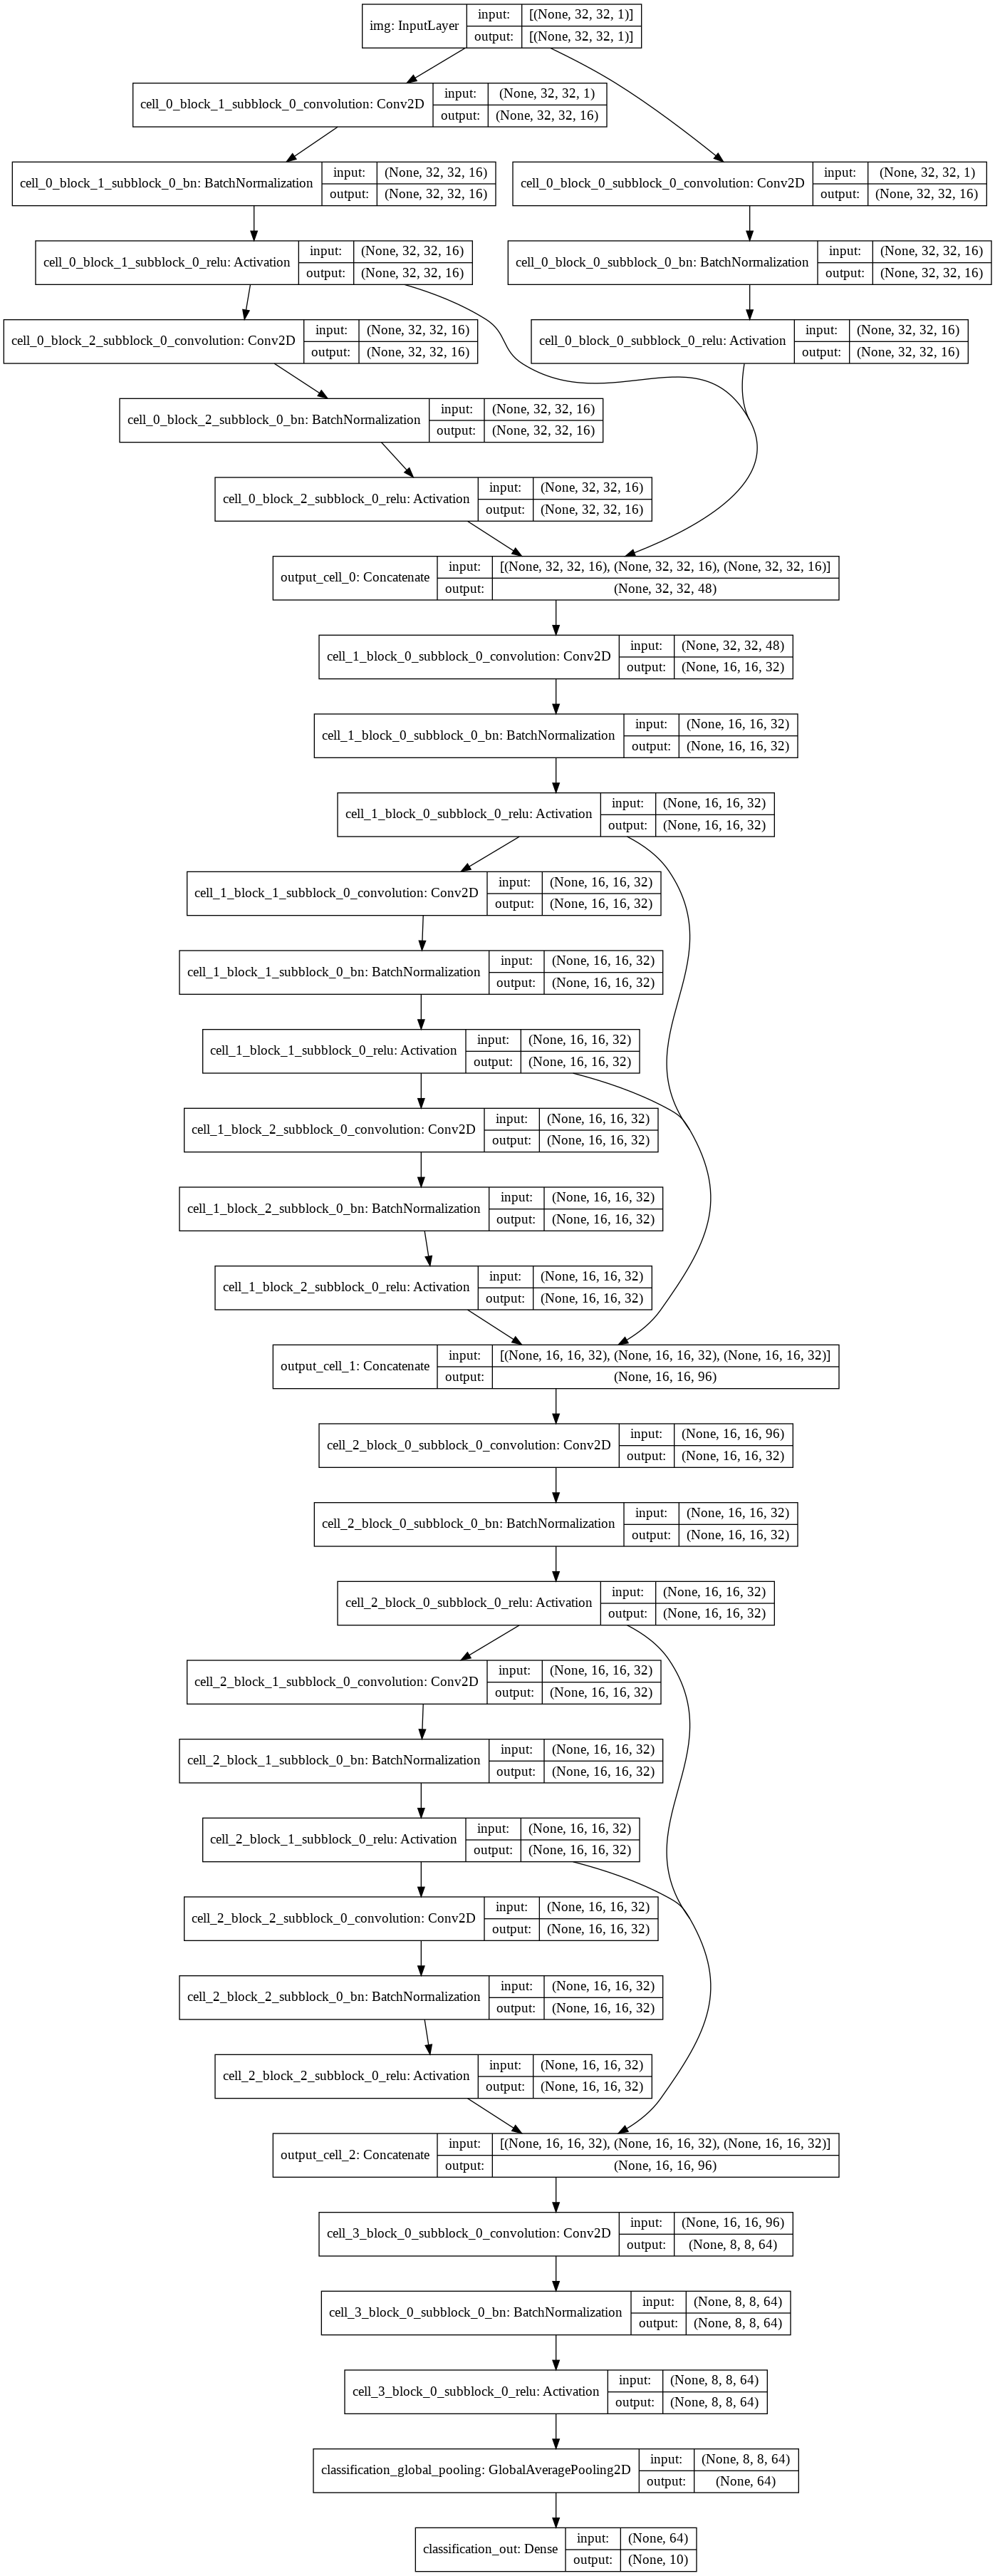 img: InputLayer
input: [(None, 32, 32, 1)]
output: [(None, 32, 32, 1)]
cell_0_block_1_subblock_0_convolution: Conv2D
input: (None, 32, 32, 1)
output: (None, 32, 32, 16)
cell_0_block_1_subblock_0_bn: BatchNormalization
input: (None, 32, 32, 16)
output: (None, 32, 32, 16)
cell_0_block_0_subblock_0_convolution: Conv2D
input: (None, 32, 32, 1)
output: (None, 32, 32, 16)
cell_0_block_1_subblock_0_relu: Activation
input: (None, 32, 32, 16)
output: (None, 32, 32, 16)
cell_0_block_0_subblock_0_bn: BatchNormalization
input: (None, 32, 32, 16)
output: (None, 32, 32, 16)
cell_0_block_2_subblock_0_convolution: Conv2D
input: (None, 32, 32, 16)
output: (None, 32, 32, 16)
cell_0_block_0_subblock_0_relu: Activation
input: (None, 32, 32, 16)
output: (None, 32, 32, 16)
cell_0_block_2_subblock_0_bn: BatchNormalization
input: (None, 32, 32, 16)
output: (None, 32, 32, 16)
cell_0_block_2_subblock_0_relu: Activation
input: (None, 32, 32, 16)
output: (None, 32, 32, 16)
output_cell_0: Concatenate
input: [(None, 32, 32, 16), (None, 32, 32, 16), (None, 32, 32, 16)]
output: (None, 32, 32, 48)
cell_1_block_0_subblock_0_convolution: Conv2D
input: (None, 32, 32, 48)
output: (None, 16, 16, 32)
cell_1_block_0_subblock_0_bn: BatchNormalization
input: (None, 16, 16, 32)
output: (None, 16, 16, 32)
cell_1_block_0_subblock_0_relu: Activation
input: (None, 16, 16, 32)
output: (None, 16, 16, 32)
cell_1_block_1_subblock_0_convolution: Conv2D
input: (None, 16, 16, 32)
output: (None, 16, 16, 32)
cell_1_block_1_subblock_0_bn: BatchNormalization
input: (None, 16, 16, 32)
output: (None, 16, 16, 32)
cell_1_block_1_subblock_0_relu: Activation
input: (None, 16, 16, 32)
output: (None, 16, 16, 32)
cell_1_block_2_subblock_0_convolution: Conv2D
input: (None, 16, 16, 32)
output: (None, 16, 16, 32)
cell_1_block_2_subblock_0_bn: BatchNormalization
input: (None, 16, 16, 32)
output: (None, 16, 16, 32)
cell_1_block_2_subblock_0_relu: Activation
input: (None, 16, 16, 32)
output: (None, 16, 16, 32)
output_cell_1: Concatenate
input: [(None, 16, 16, 32), (None, 16, 16, 32), (None, 16, 16, 32)]
output: (None, 16, 16, 96)
cell_2_block_0_subblock_0_convolution: Conv2D
input: (None, 16, 16, 96)
output: (None, 16, 16, 32)
cell_2_block_0_subblock_0_bn: BatchNormalization
input: (None, 16, 16, 32)
output: (None, 16, 16, 32)
cell_2_block_0_subblock_0_relu: Activation
input: (None, 16, 16, 32)
output: (None, 16, 16, 32)
cell_2_block_1_subblock_0_convolution: Conv2D
input: (None, 16, 16, 32)
output: (None, 16, 16, 32)
cell_2_block_1_subblock_0_bn: BatchNormalization
input: (None, 16, 16, 32)
output: (None, 16, 16, 32)
cell_2_block_1_subblock_0_relu: Activation
input: (None, 16, 16, 32)
output: (None, 16, 16, 32)
cell_2_block_2_subblock_0_convolution: Conv2D
input: (None, 16, 16, 32)
output: (None, 16, 16, 32)
cell_2_block_2_subblock_0_bn: BatchNormalization
input: (None, 16, 16, 32)
output: (None, 16, 16, 32)
cell_2_block_2_subblock_0_relu: Activation
input: (None, 16, 16, 32)
output: (None, 16, 16, 32)
output_cell_2: Concatenate
input: [(None, 16, 16, 32), (None, 16, 16, 32), (None, 16, 16, 32)]
output: (None, 16, 16, 96)
cell_3_block_0_subblock_0_convolution: Conv2D
input: (None, 16, 16, 96)
output: (None, 8, 8, 64)
cell_3_block_0_subblock_0_bn: BatchNormalization
input: (None, 8, 8, 64)
output: (None, 8, 8, 64)
cell_3_block_0_subblock_0_relu: Activation
input: (None, 8, 8, 64)
output: (None, 8, 8, 64)
classification_global_pooling: GlobalAveragePooling2D
input: (None, 8, 8, 64)
output: (None, 64)
classification_out: Dense
input: (None, 64)
output: (None, 10)